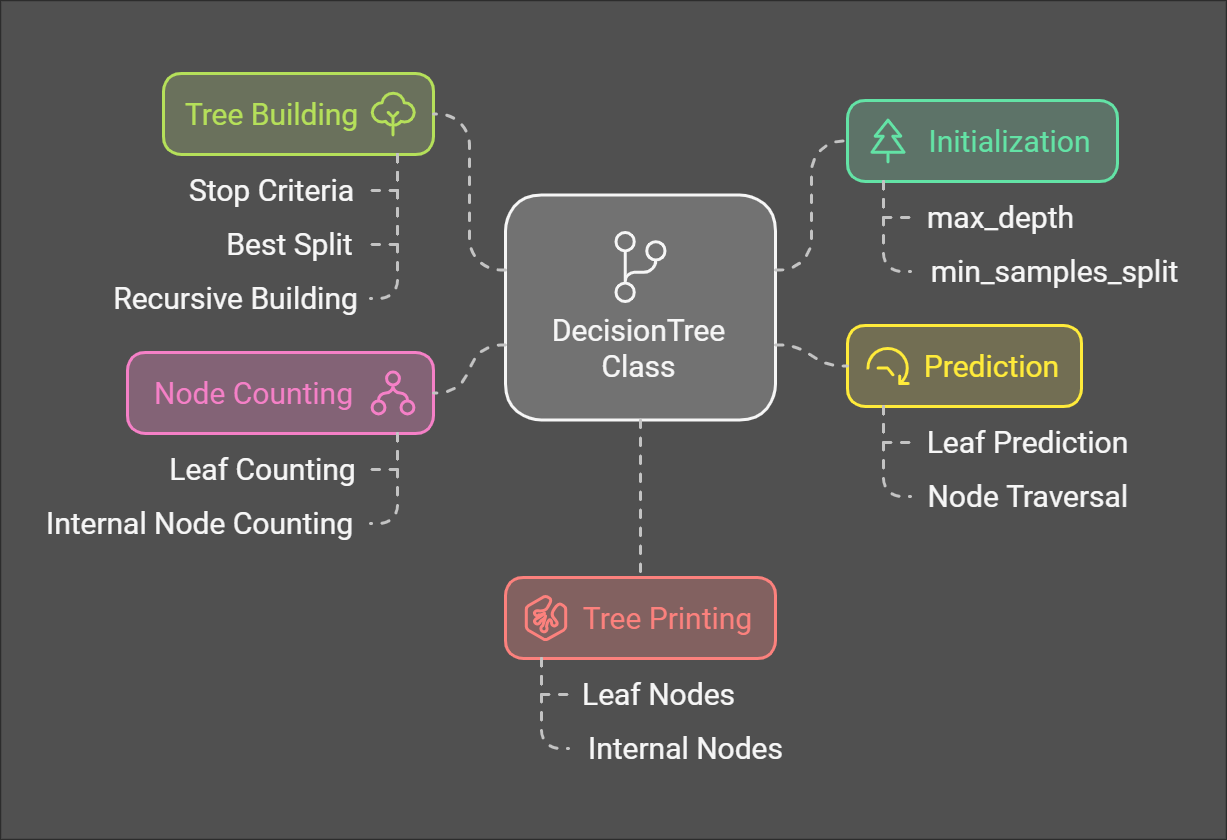 Tree Building
Stop Criteria
Best Split
Recursive Building
Node Counting
Leaf Counting
Internal Node Counting
DecisionTree
Class
Initialization
max_depth
min_samples_split
Prediction
Leaf Prediction
Node Traversal
Tree Printing
Leaf Nodes
Internal Nodes